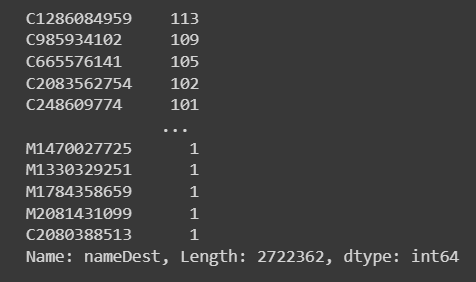 C1286084959 113
C985934102 109
C665576141 105
C2083562754 102
C248609774 101
...
M1470027725 1
M1330329251 1
M1784358659 1
M2081431099 1
C2080388513 1
Name: nameDest, Length: 2722362, dtype: int64